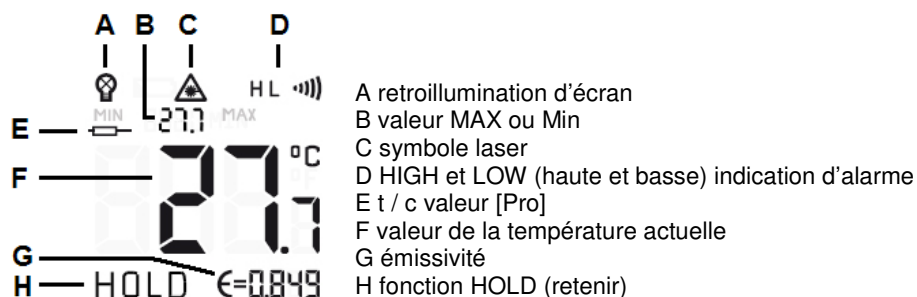 A B C D
H L
MIN 27.7 MAX
E
F 27.7 °C
G
H HOLD €=0.849
A retroillumination d'écran
B valeur MAX ou Min
C symbole laser
D HIGH et LOW (haute et basse) indication d'alarme
E t / c valeur [Pro]
F valeur de la température actuelle
G émissivité
H fonction HOLD (retenir)